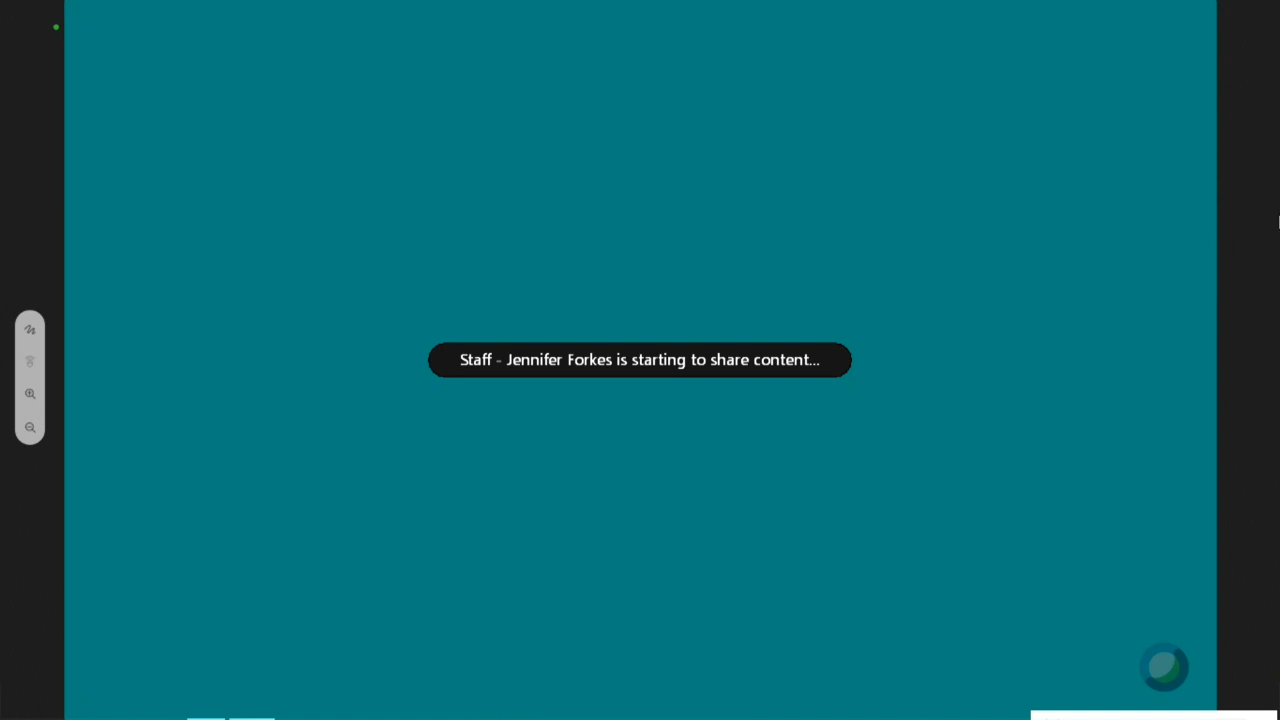 Staff - Jennifer Forkes is starting to share content...